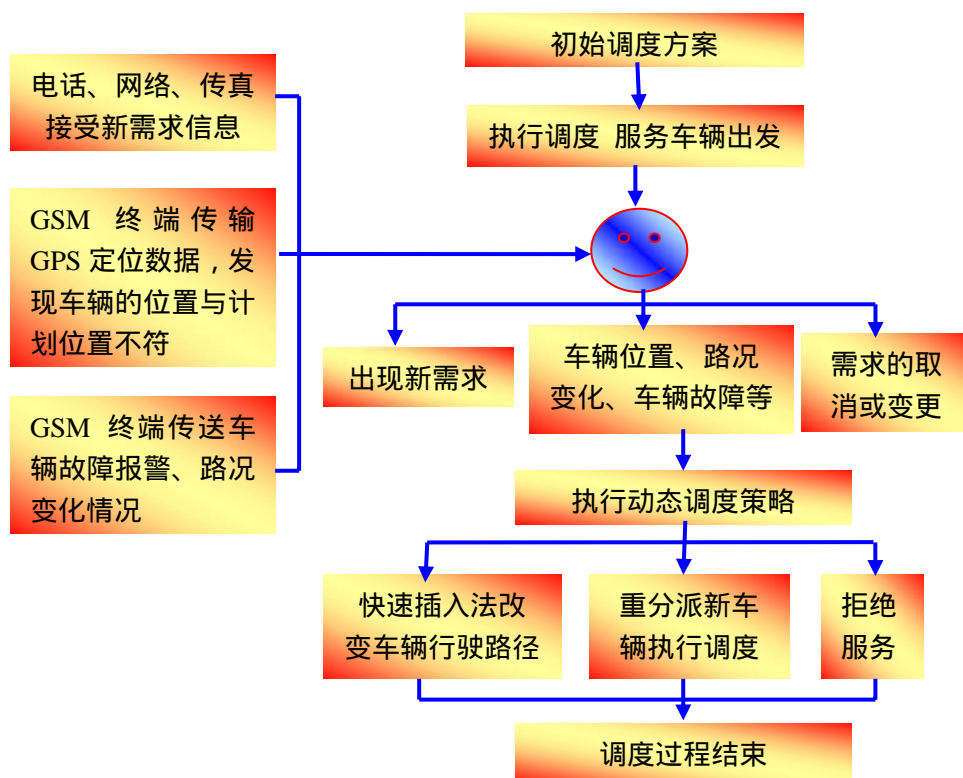 初始调度方案
电话、网络、传真
接受新需求信息
执行调度 服务车辆出发
GSM 终端传输
GPS 定位数据，发
现车辆的位置与计
划位置不符
出现新需求
车辆位置、路况
变化、车辆故障等
需求的取
消或变更
GSM 终端传送车
辆故障报警、路况
变化情况
执行动态调度策略
快速插入法改
变车辆行驶路径
重分派新车
辆执行调度
拒绝
服务
调度过程结束